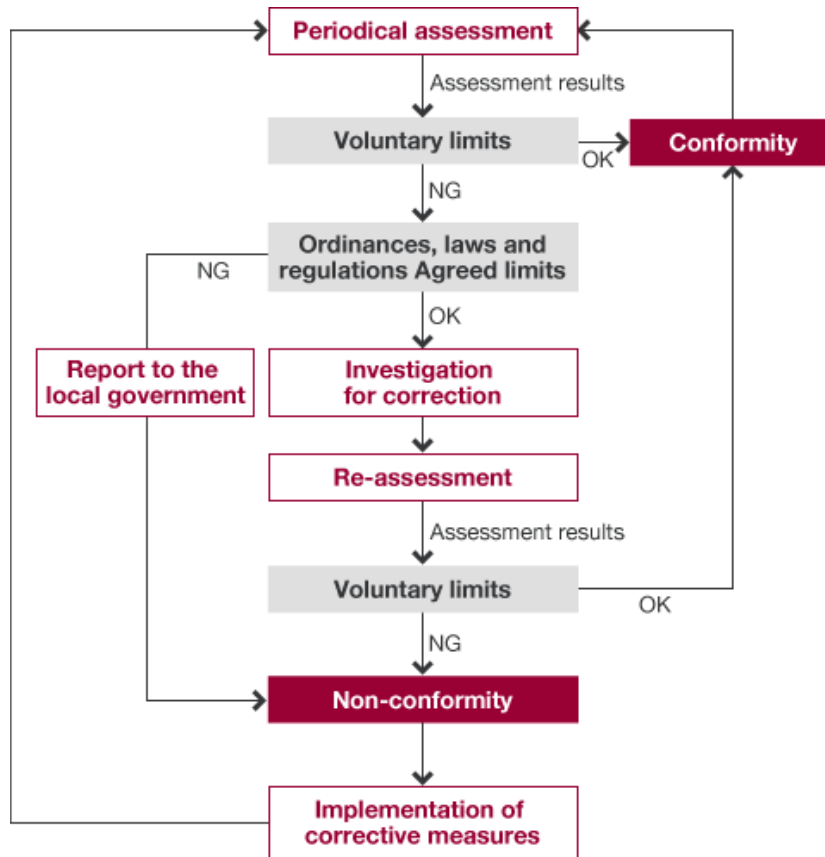 Periodical assessment
Assessment results
Voluntary limits
OK
Conformity
NG
Ordinances, laws and
regulations Agreed limits
NG
OK
Report to the
local government
Investigation
for correction
Re-assessment
Assessment results
Voluntary limits
OK
NG
Non-conformity
Implementation of
corrective measures